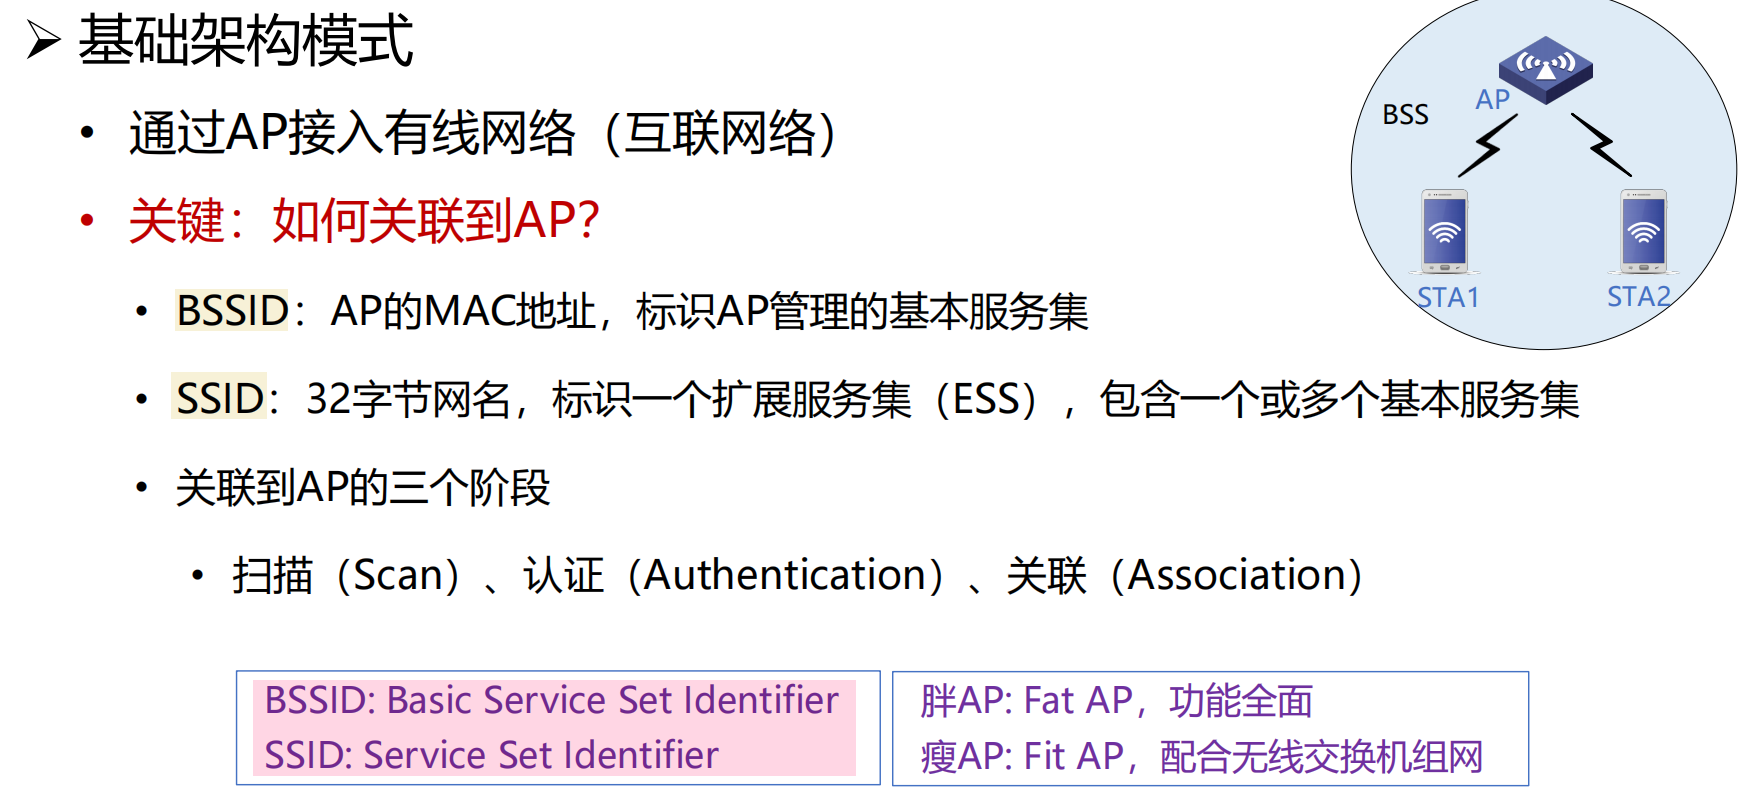 基础架构模式
通过AP接入有线网络（互联网络）
关键：如何关联到AP？
BSSID：AP的MAC地址，标识AP管理的基本服务集
SSID：32字节网名，标识一个扩展服务集（ESS），包含一个或多个基本服务集
关联到AP的三个阶段
扫描（Scan）、认证（Authentication）、关联（Association）
BSS
AP
STA1
STA2
BSSID: Basic Service Set Identifier
SSID: Service Set Identifier
胖AP: Fat AP，功能全面
瘦AP: Fit AP，配合无线交换机组网